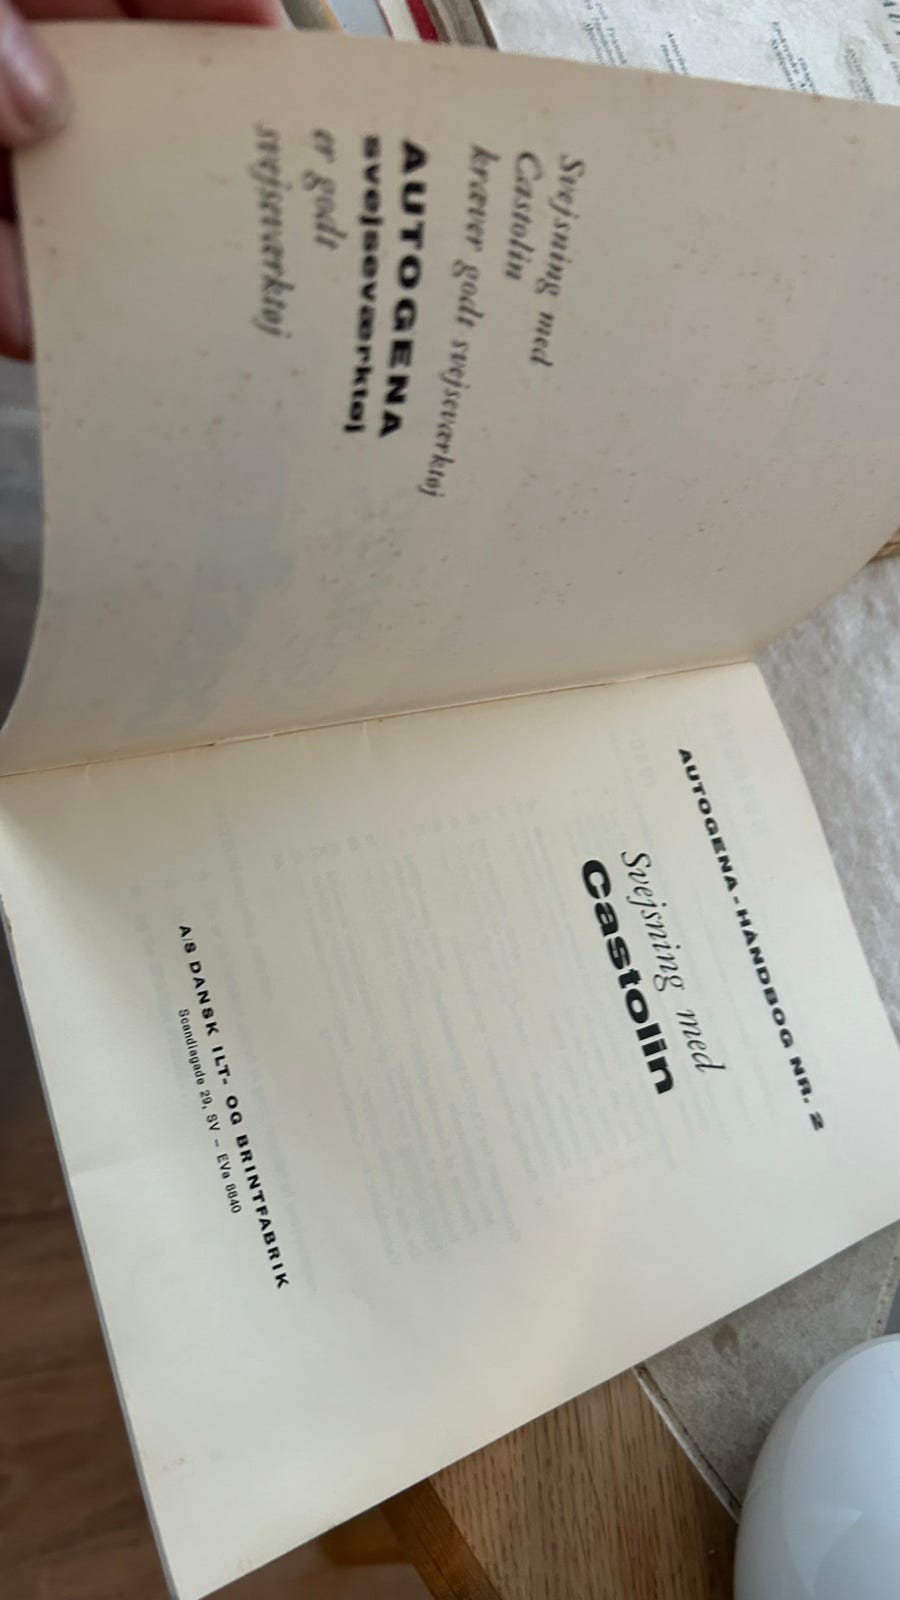 Svejsning med
Castolin
kræver godt svejseværktøj
AUTOGENA
svejseværktøj
er godt
svejseværktøj
AUTOGENA-HÅNDBOG NR. 2
Svejsning med
Castolin
A/S DANSK ILT- OG BRINTFABRIK
Scandiagade 29, SV – EVa 8840